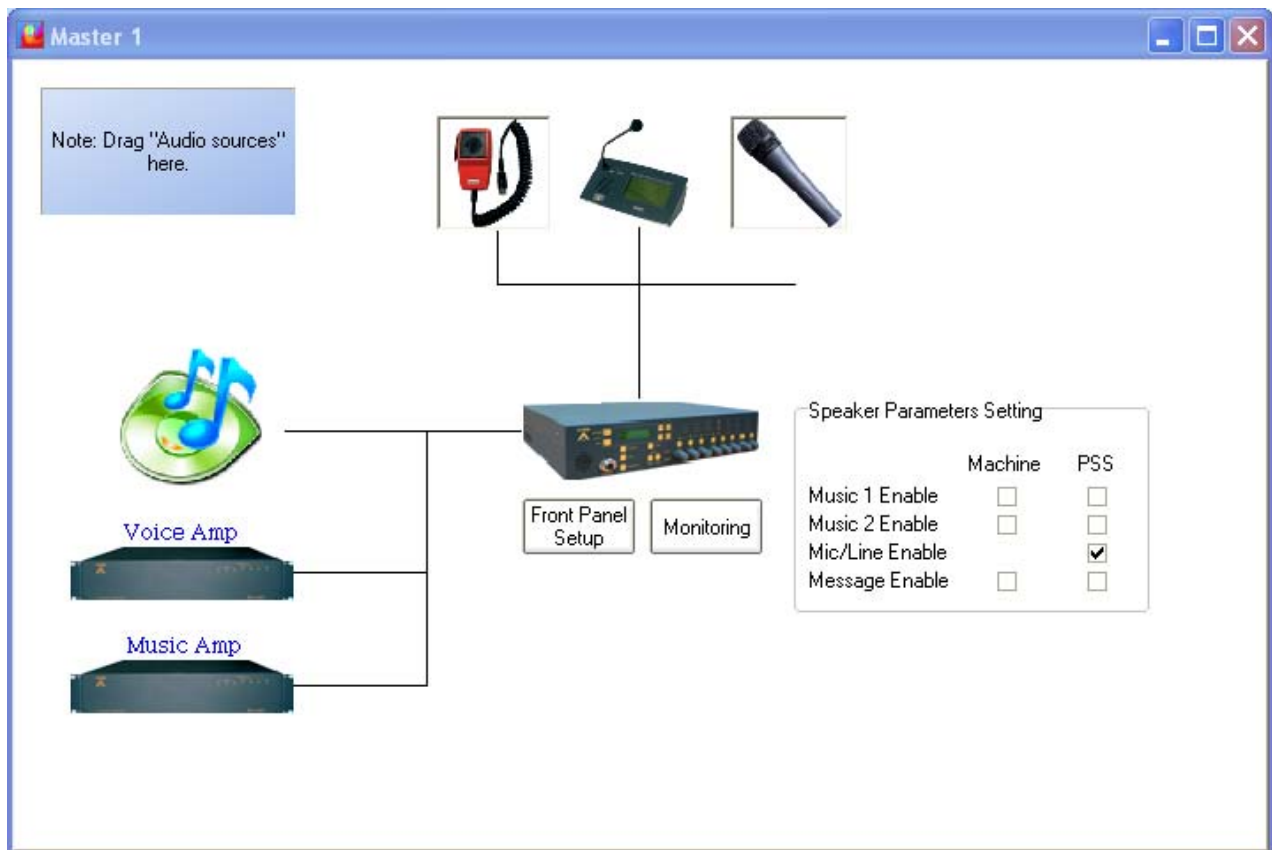 Master 1
Note: Drag "Audio sources"
here.
Speaker Parameters Setting
Machine PSS
Music 1 Enable
Music 2 Enable
Mic/Line Enable
Message Enable
Front Panel
Setup
Monitoring
Voice Amp
Music Amp